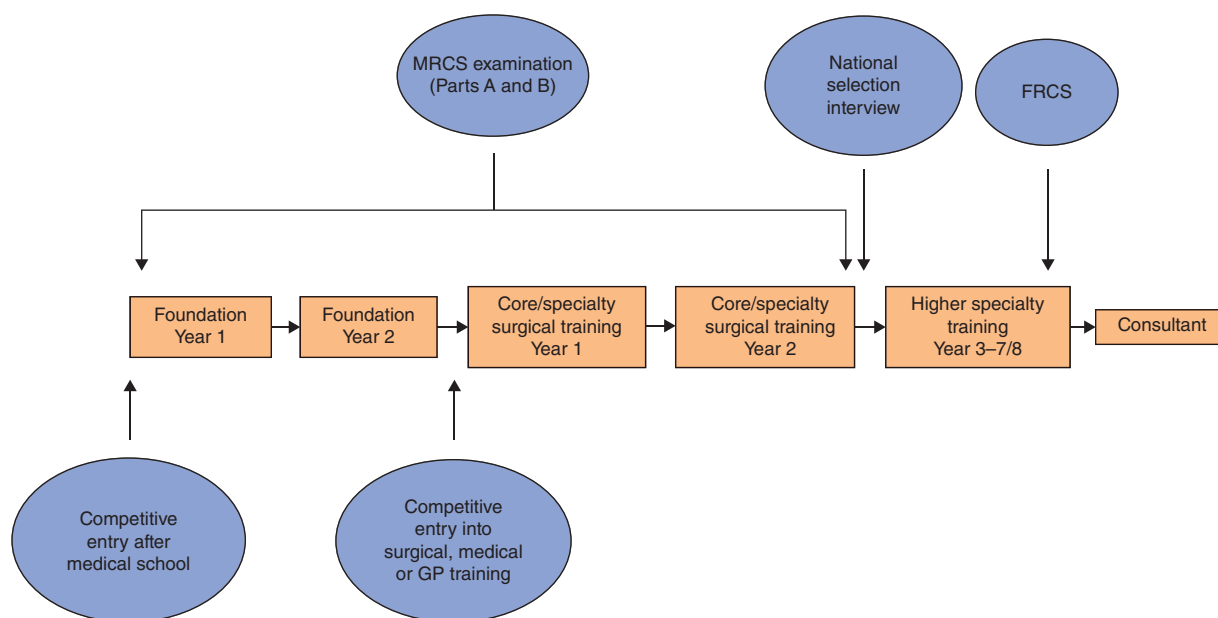 MRCS examination
(Parts A and B)
National
selection
interview
FRCS
Foundation
Year 1
Foundation
Year 2
Core/specialty
surgical training
Year 1
Core/specialty
surgical training
Year 2
Higher specialty
training
Year 3–7/8
Consultant
Competitive
entry after
medical school
Competitive
entry into
surgical, medical
or GP training